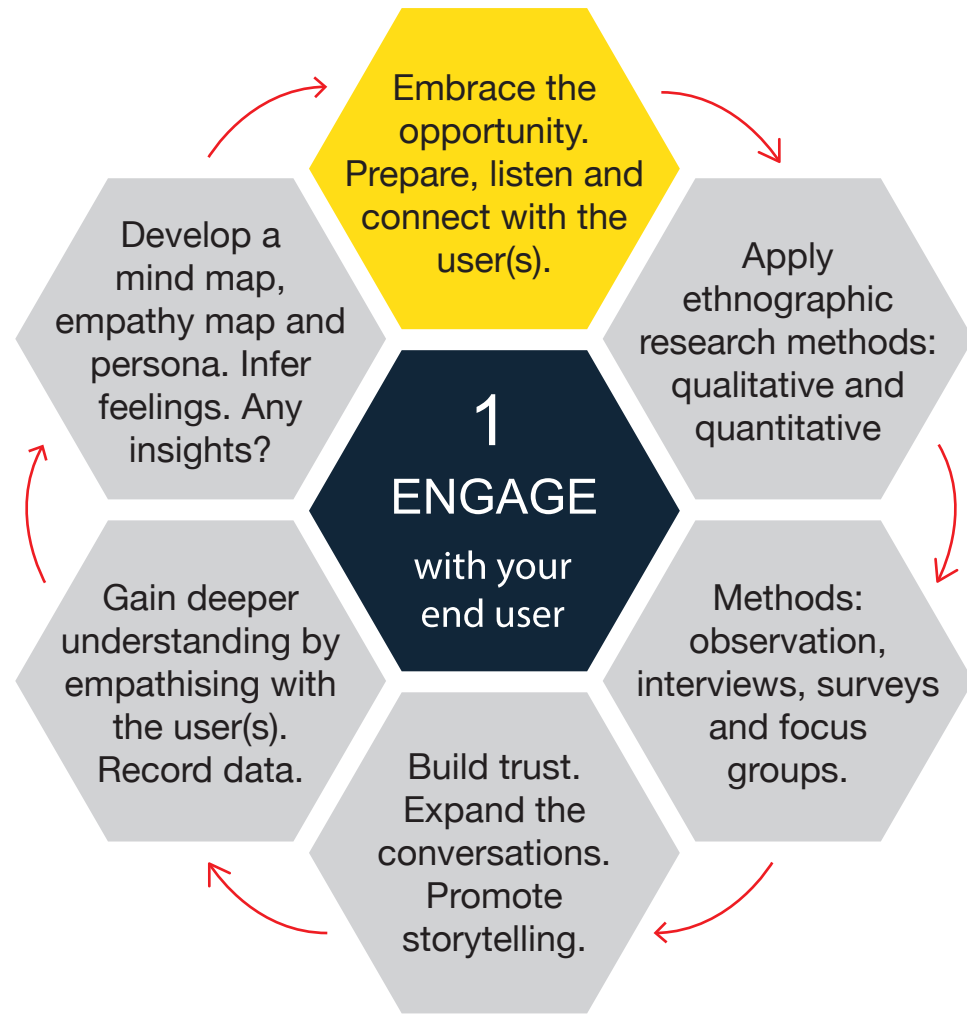 Embrace the
opportunity.
Prepare, listen and
connect with the
user(s).
Apply
ethnographic
research methods:
qualitative and
quantitative
Methods:
observation,
interviews, surveys
and focus
groups.
Build trust.
Expand the
conversations.
Promote
storytelling.
Gain deeper
understanding by
empathising with
the user(s).
Record data.
Develop a
mind map,
empathy map and
persona. Infer
feelings. Any
insights?
1
ENGAGE
with your
end user